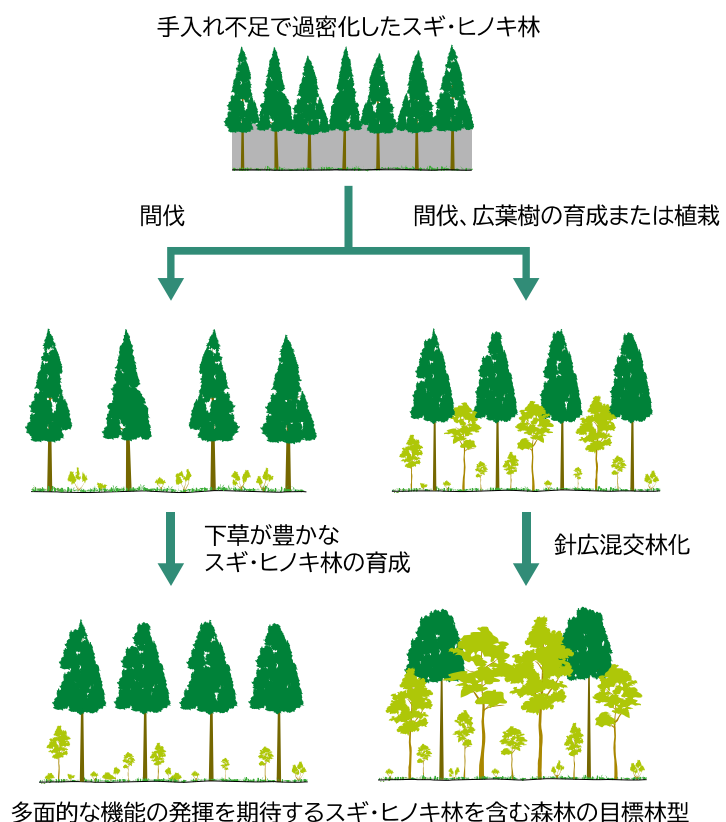 手入れ不足で過密化したスギ・ヒノキ林
間伐
間伐、広葉樹の育成または植栽
下草が豊かな
スギ・ヒノキ林の育成
針広混交林化
多面的な機能の発揮を期待するスギ・ヒノキ林を含む森林の目標林型